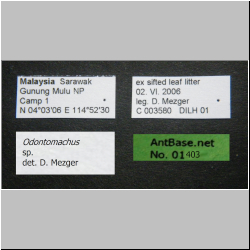 Malaysia Sarawak
Gunung Mulu NP
Camp 1 *
N 04°03'06 E 114°52'30
ex sifted leaf litter
02. VI. 2006
leg. D. Mezger *
C 003580 DILH 01
Odontomachus
sp.
det. D. Mezger
AntBase.net
No. 01403